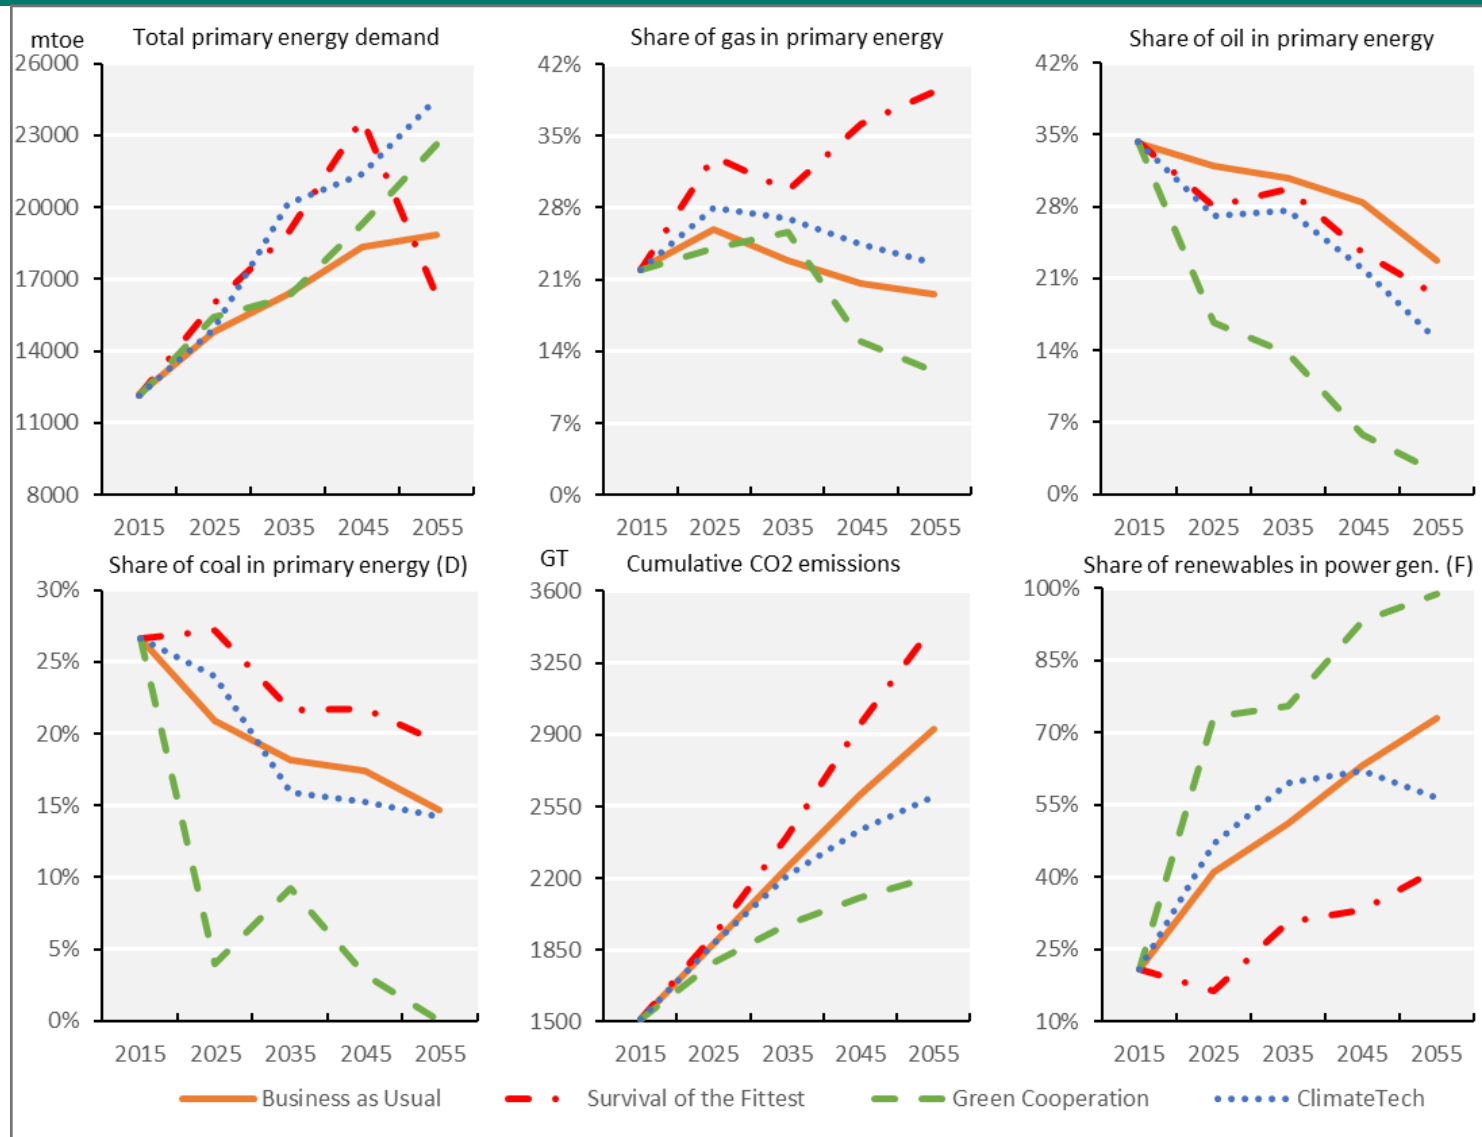 mtoe
Total primary energy demand
26000
23000
20000
17000
14000
11000
8000
2015 2025 2035 2045 2055
Share of gas in primary energy
42%
35%
28%
21%
14%
7%
0%
2015 2025 2035 2045 2055
Share of oil in primary energy
42%
35%
28%
21%
14%
7%
0%
2015 2025 2035 2045 2055
Share of coal in primary energy (D)
30%
25%
20%
15%
10%
5%
0%
2015 2025 2035 2045 2055
GT
Cumulative CO2 emissions
3600
3250
2900
2550
2200
1850
1500
2015 2025 2035 2045 2055
Share of renewables in power gen. (F)
100%
85%
70%
55%
40%
25%
10%
2015 2025 2035 2045 2055
Business as Usual
Survival of the Fittest
Green Cooperation
ClimateTech